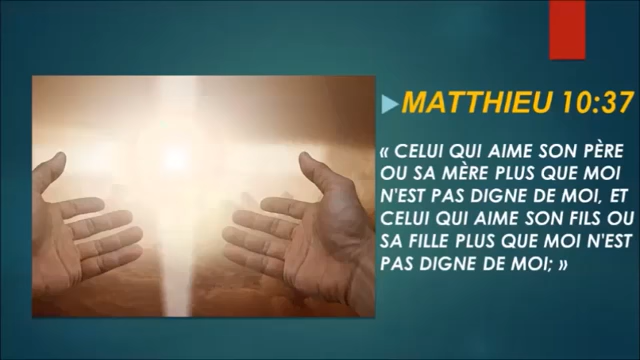 MATTHIEU 10:37
« CELUI QUI AIME SON PÈRE
OU SA MÈRE PLUS QUE MOI
N'EST PAS DIGNE DE MOI, ET
CELUI QUI AIME SON FILS OU
SA FILLE PLUS QUE MOI N'EST
PAS DIGNE DE MOI; »